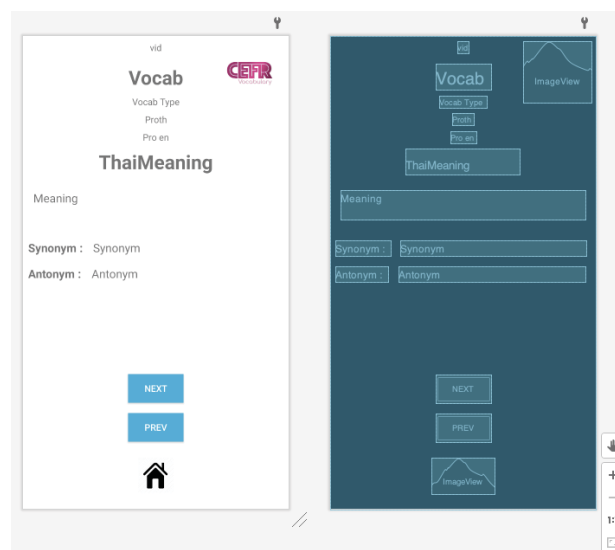 vid
Vocab
CEFR
Vocabulary
Vocab Type
Proth
Pro en
ThaiMeaning
Meaning
Synonym : Synonym
Antonym : Antonym
NEXT
PREV
vid
Vocab
ImageView
Vocab Type
Proth
Pro en
ThaiMeaning
Meaning
Synonym : Synonym
Antonym : Antonym
NEXT
PREV
ImageView
1: